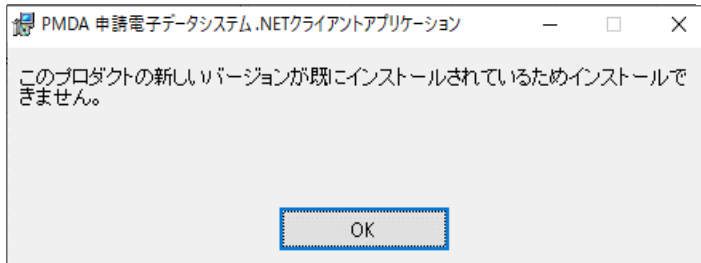 PMDA 申請電子データシステム.NETクライアントアプリケーション
このプロダクトの新しいバージョンが既にインストールされているためインストールで
きません。
OK